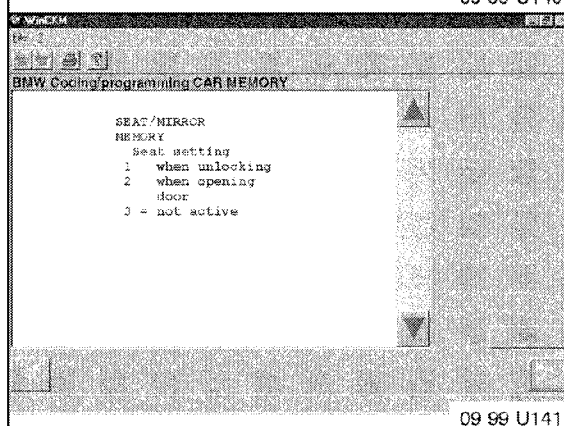 WinCKM
BMW Coding/programming CAR MEMORY
SEAT/MIRROR
MEMORY
Seat setting
1 when unlocking
2 when opening
door
3 = not active
09 99 U141